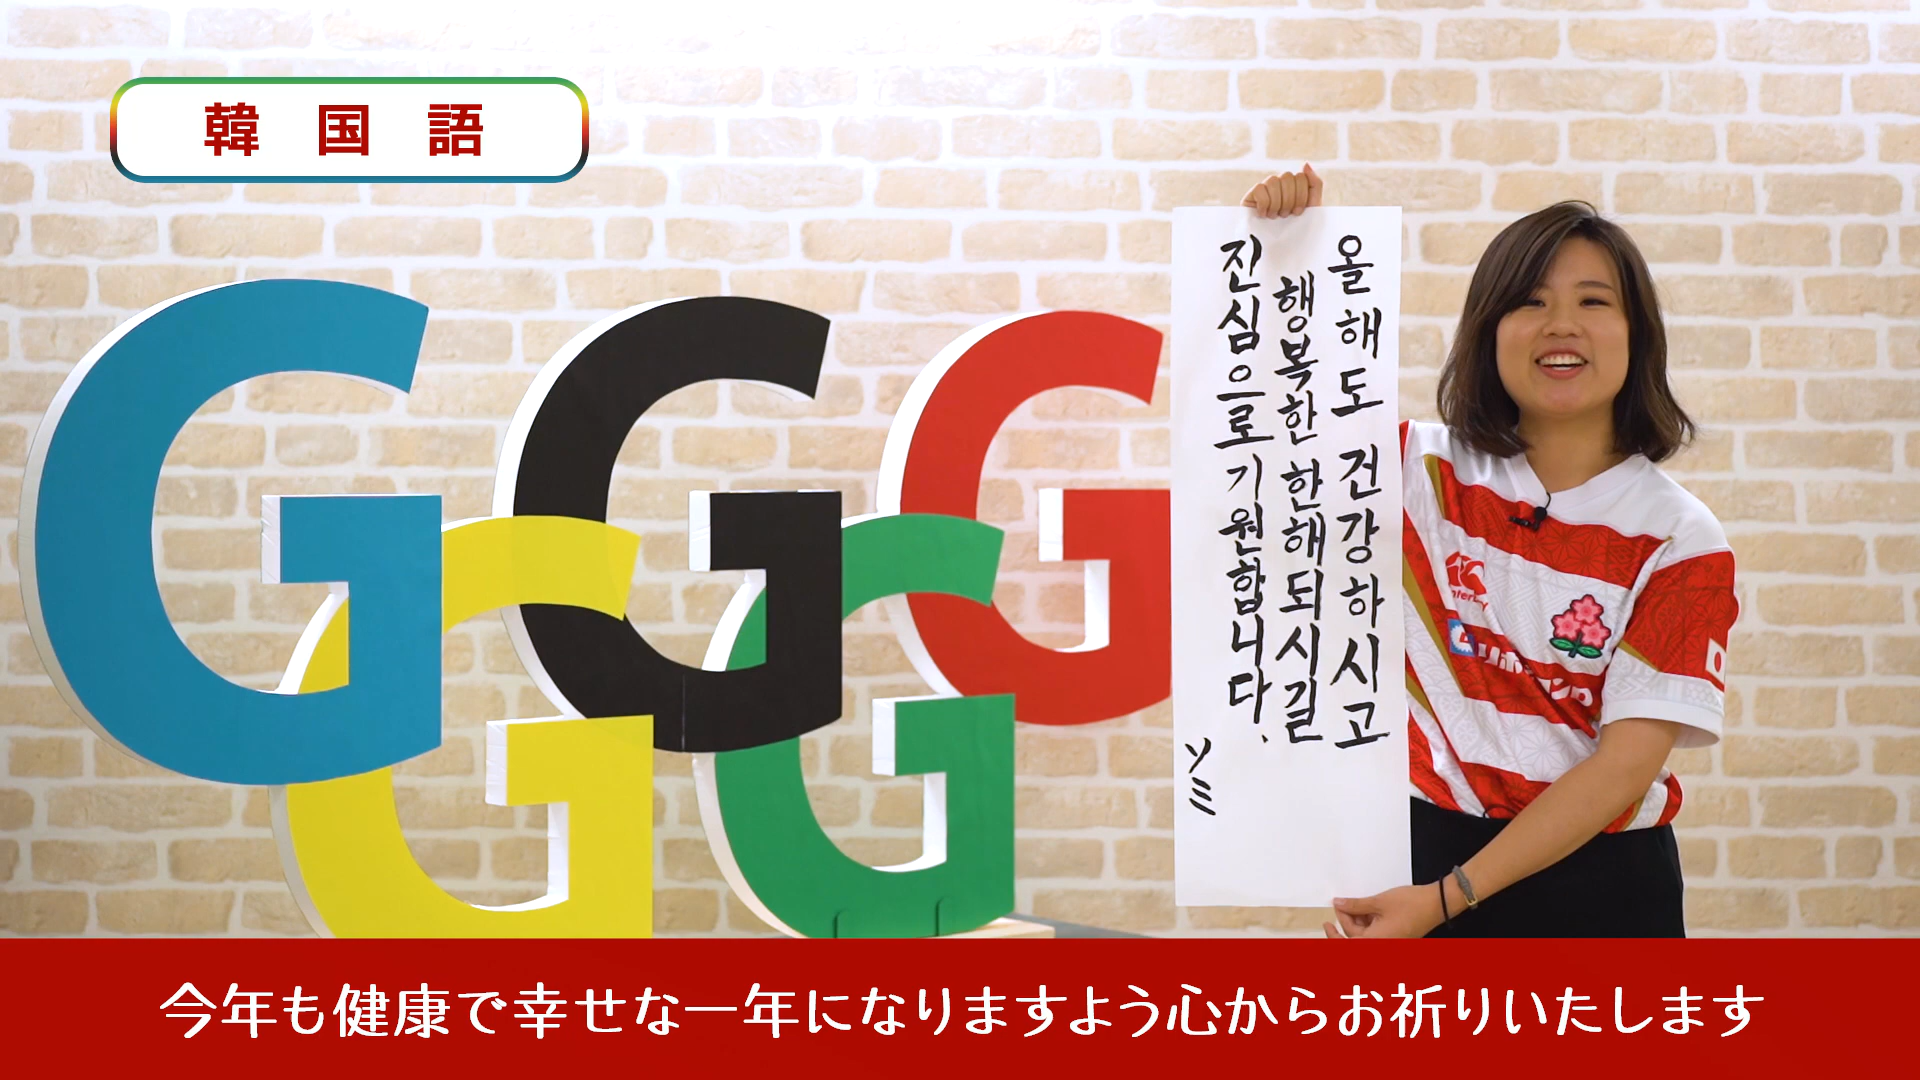 韓国語
G
G
G
G
G
올해도 건강하시고
행복한 한해되시길
진심으로 기원합니다.
ソミ
今年も健康で幸せな一年になりますよう心からお祈りいたします